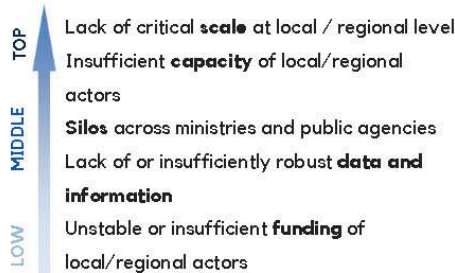 TOP
MIDDLE
LOW
Lack of critical scale at local / regional level
Insufficient capacity of local/regional
actors
Silos across ministries and public agencies
Lack of or insufficiently robust data and
information
Unstable or insufficient funding of
local/regional actors